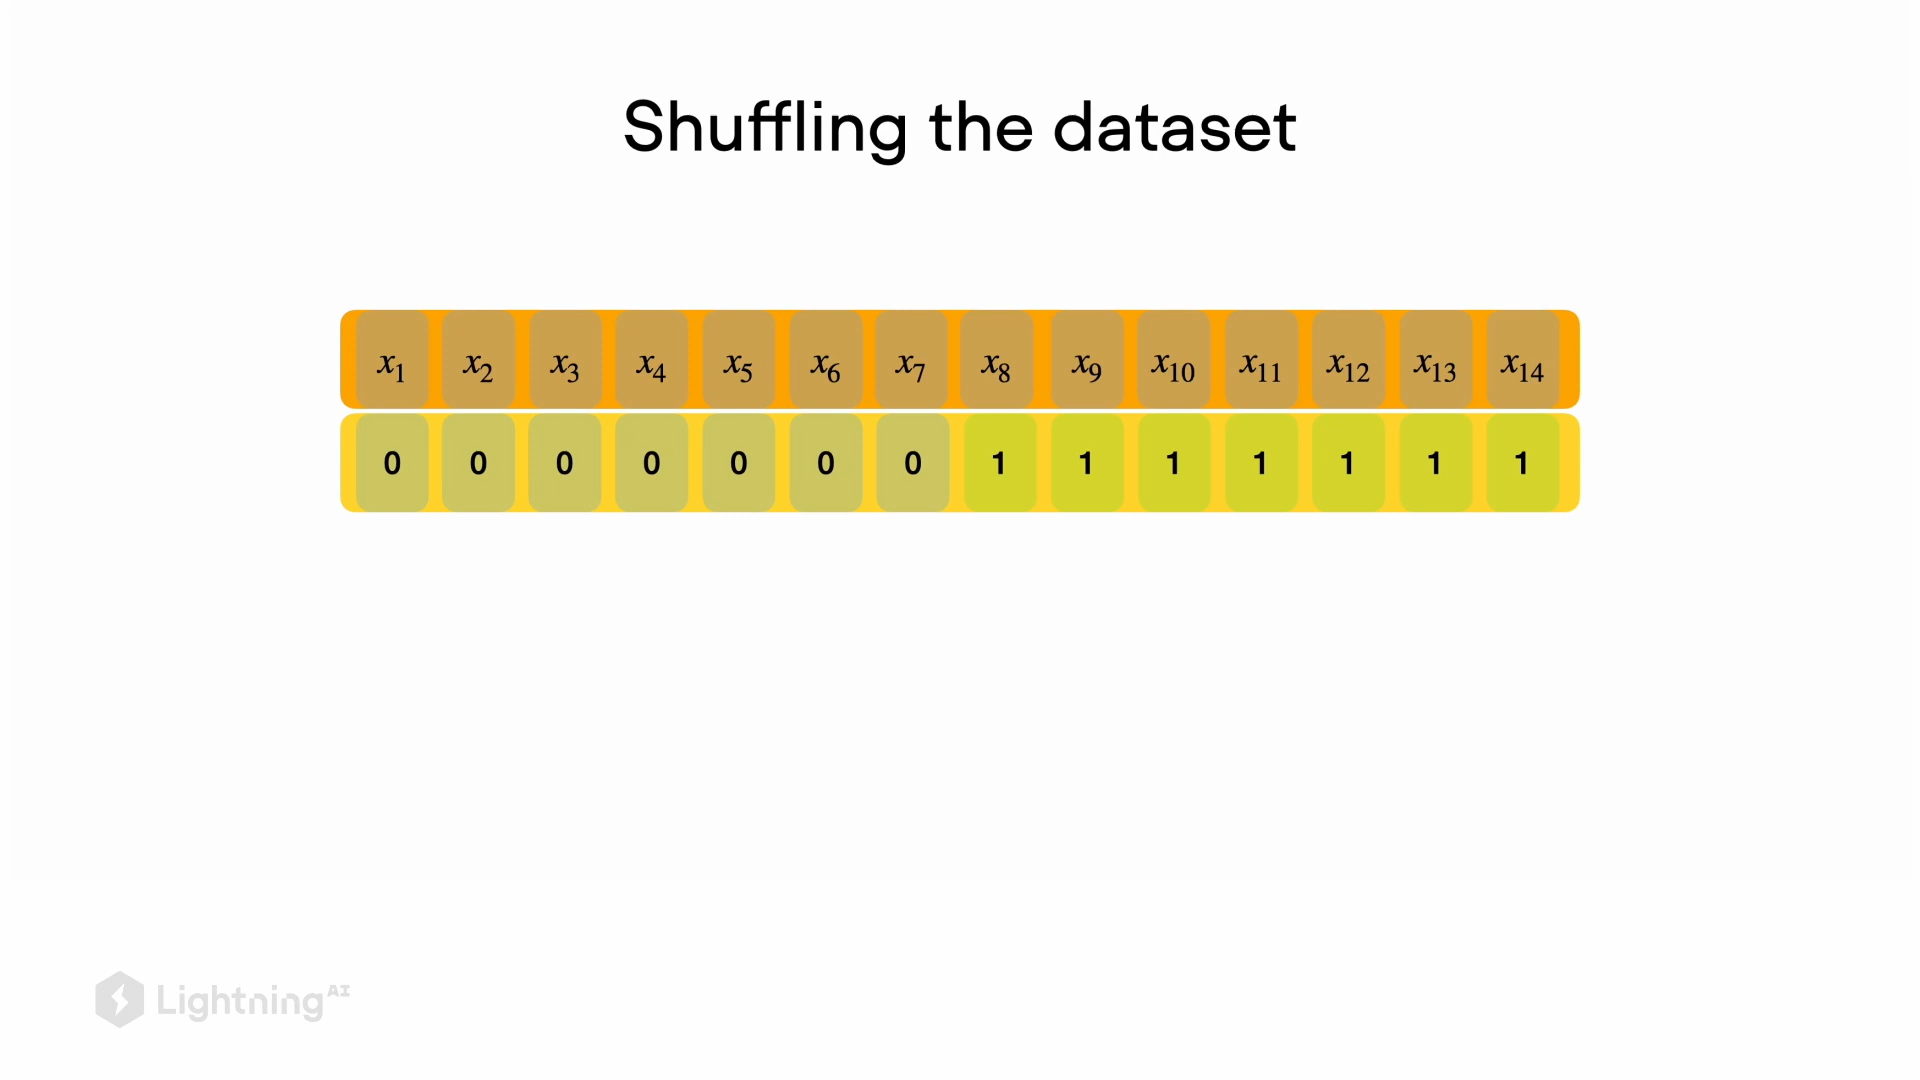 Shuffling the dataset
x1 x2 x3 x4 x5 x6 x7 x8 x9 x10 x11 x12 x13 x14
0 0 0 0 0 0 0 1 1 1 1 1 1 1
Lightning AI